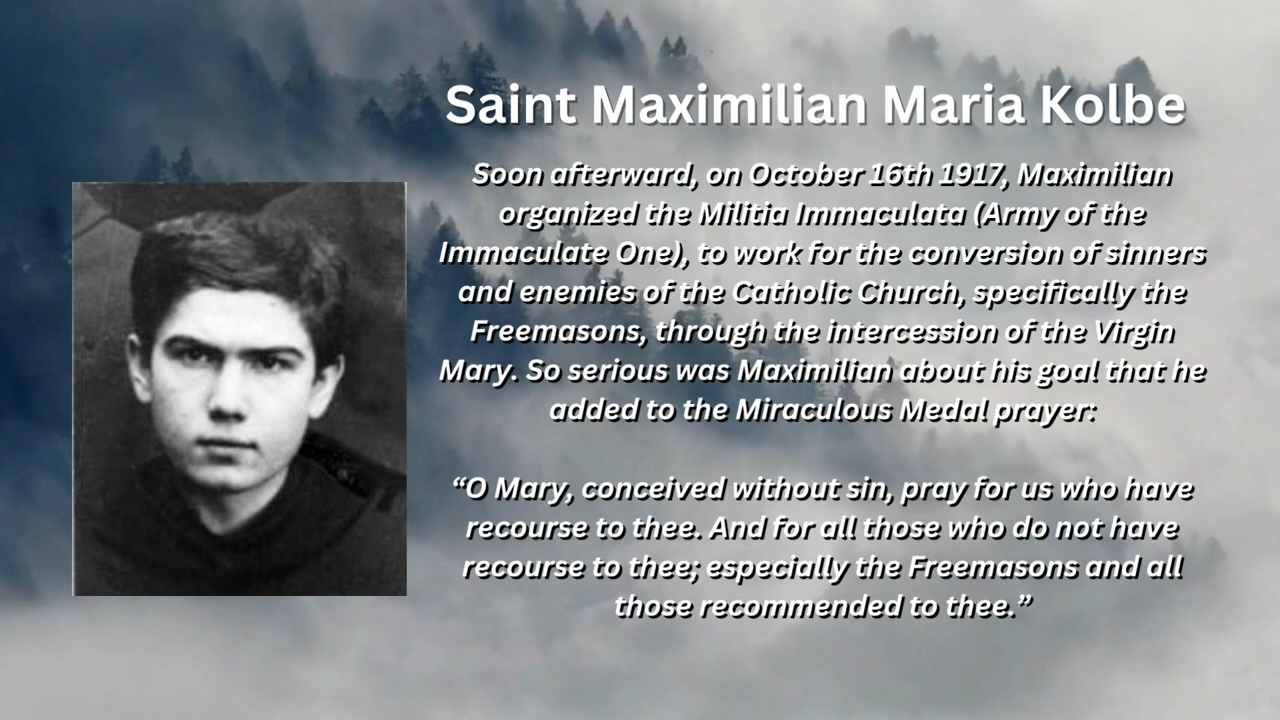 Saint Maximilian Maria Kolbe
Soon afterward, on October 16th 1917, Maximilian
organized the Militia Immaculata (Army of the
Immaculate One), to work for the conversion of sinners
and enemies of the Catholic Church, specifically the
Freemasons, through the intercession of the Virgin
Mary. So serious was Maximilian about his goal that he
added to the Miraculous Medal prayer:
“O Mary, conceived without sin, pray for us who have
recourse to thee. And for all those who do not have
recourse to thee; especially the Freemasons and all
those recommended to thee.”